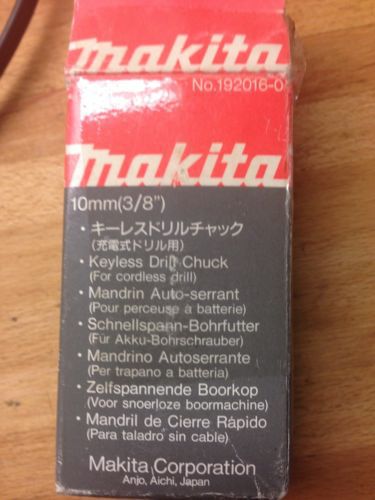 makita
No.192016-0
makita
10mm(3/8")
・キーレスドリルチャック
(充電式ドリル用)
・Keyless Drill Chuck
(For cordless drill)
・Mandrin Auto-serrant
(Pour perceuse à batterie)
・Schnellspann-Bohrfutter
(Für Akku-Bohrschrauber)
・Mandrino Autoserrante
(Per trapano a batteria)
・Zelfspannende Boorkop
(Voor snoerloze boormachine)
・Mandril de Cierre Rápido
(Para taladro sin cable)
Makita Corporation
Anjo, Aichi, Japan